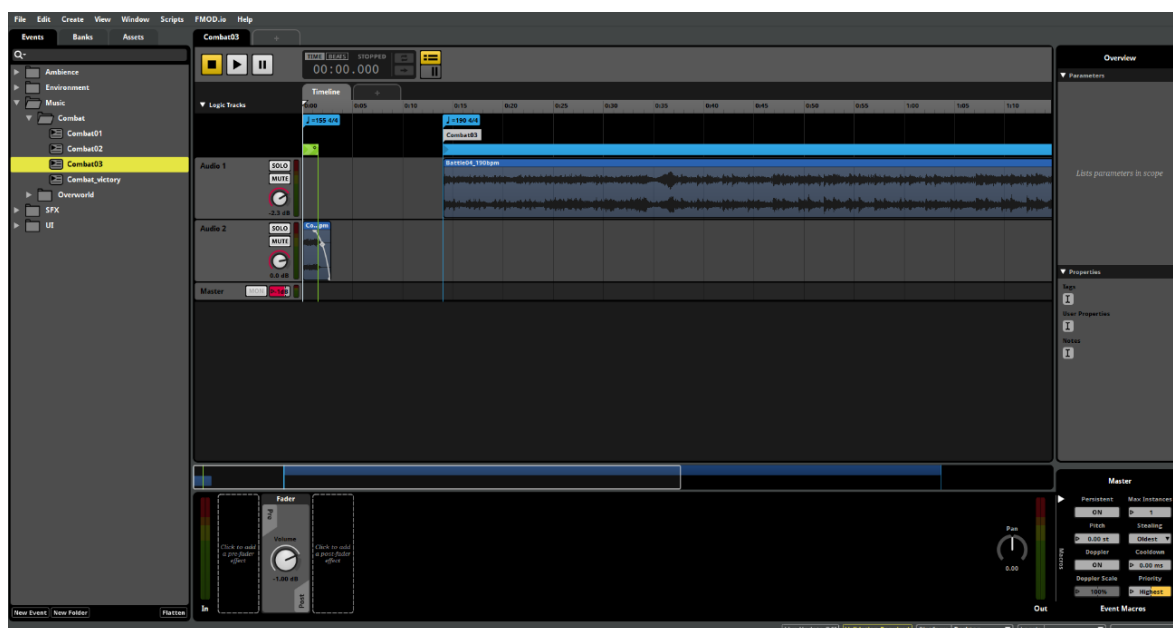 File Edit Create View Window Scripts FMOD.io Help
Events Banks Assets
Combat03
Ambience
Environment
Music
Combat
Combat01
Combat02
Combat03
Combat_victory
Overworld
SFX
UI
TIME BEATS STOPPED
00:00.000
Timeline
Logic Tracks
0:00 0:05 0:10 0:15 0:20 0:25 0:30 0:35 0:40 0:45 0:50 0:55 1:00 1:05 1:10
=155 4/4
=190 4/4
Combat03
Audio 1
SOLO
MUTE
-2.3 dB
Battle04_190bpm
Audio 2
SOLO
MUTE
0.0 dB
Co...pm
Master
MON
Overview
Parameters
Lists parameters in scope
Properties
Tags
User Properties
Notes
Fader
Pre
Volume
-1.00 dB
Post
Click to add
a pre-fader
effect
Click to add
a post-fader
effect
In
Pan
0.00
Out
Master
Macros
Persistent Max Instances
ON 1
Pitch Stealing
0.00 st Oldest
Doppler Cooldown
ON 0.00 ms
Doppler Scale Priority
100% Highest
Event Macros
New Event New Folder Flatten